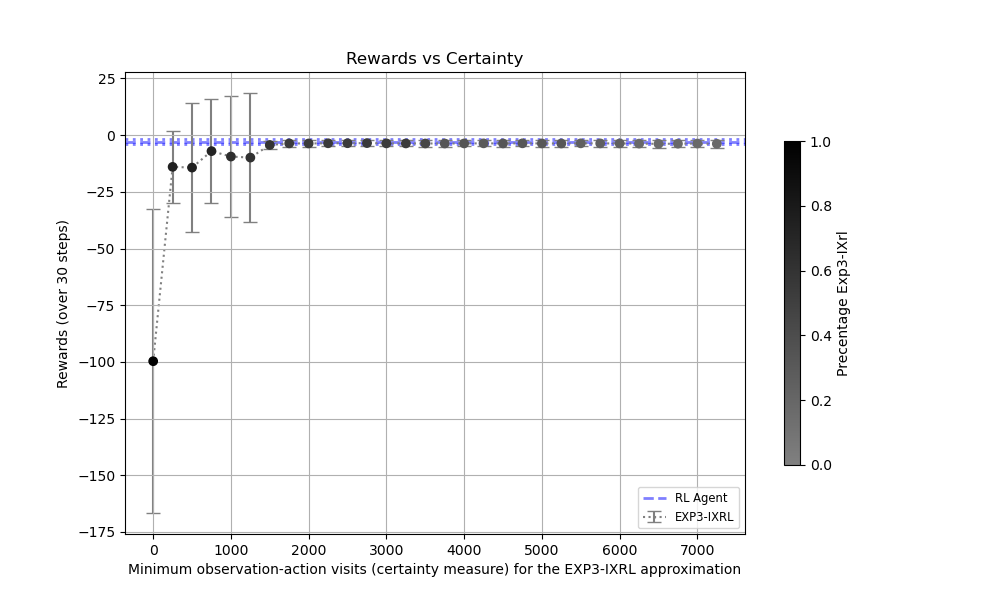 Rewards vs Certainty
Rewards (over 30 steps)
25
0
−25
−50
−75
−100
−125
−150
−175
0 1000 2000 3000 4000 5000 6000 7000
Minimum observation-action visits (certainty measure) for the EXP3-IXRL approximation
RL Agent
EXP3-IXRL
1.0
0.8
0.6
0.4
0.2
0.0
Precentage Exp3-IXrl